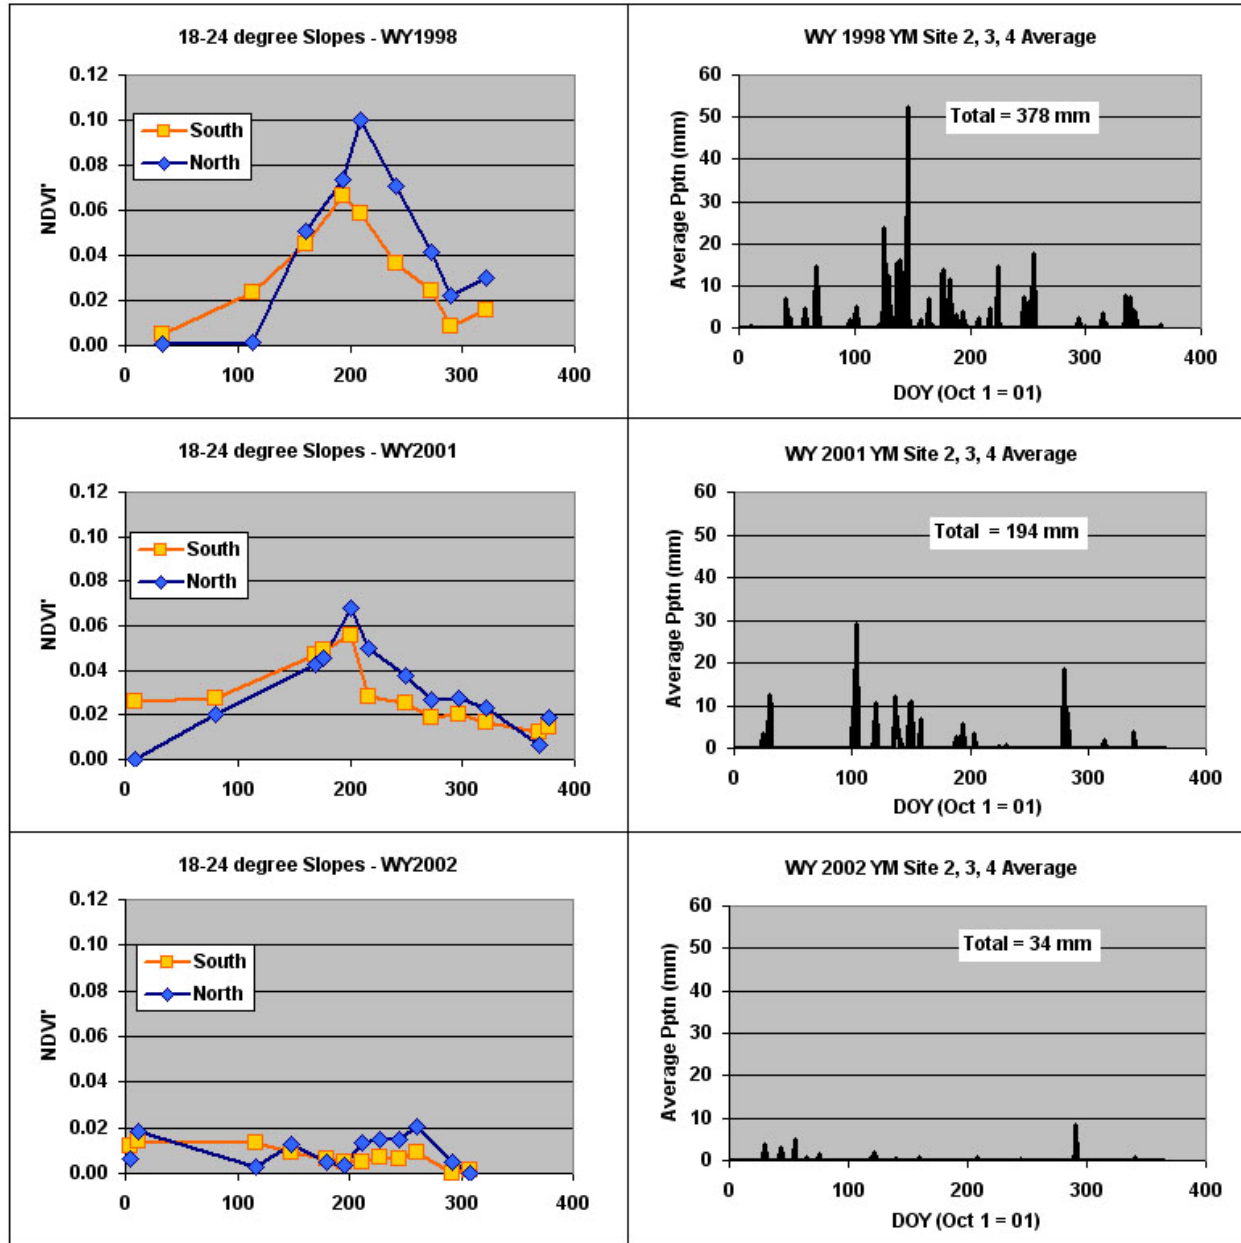 18-24 degree Slopes - WY1998
0.12
0.10
0.08
0.06
0.04
0.02
0.00
NDVI'
South
North
0 100 200 300 400
WY 1998 YM Site 2, 3, 4 Average
60
50
40
30
20
10
0
Average Pptn (mm)
Total = 378 mm
0 100 200 300 400
DOY (Oct 1 = 01)
18-24 degree Slopes - WY2001
0.12
0.10
0.08
0.06
0.04
0.02
0.00
NDVI'
South
North
0 100 200 300 400
WY 2001 YM Site 2, 3, 4 Average
60
50
40
30
20
10
0
Average Pptn (mm)
Total = 194 mm
0 100 200 300 400
DOY (Oct 1 = 01)
18-24 degree Slopes - WY2002
0.12
0.10
0.08
0.06
0.04
0.02
0.00
NDVI'
South
North
0 100 200 300 400
WY 2002 YM Site 2, 3, 4 Average
60
50
40
30
20
10
0
Average Pptn (mm)
Total = 34 mm
0 100 200 300 400
DOY (Oct 1 = 01)